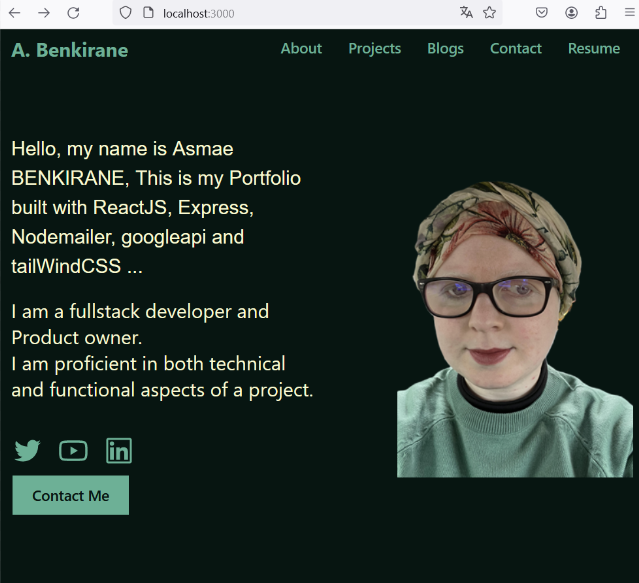 localhost:3000
A. Benkirane
About Projects Blogs Contact Resume
Hello, my name is Asmae
BENKIRANE, This is my Portfolio
built with ReactJS, Express,
Nodemailer, googleapi and
tailWindCSS ...
I am a fullstack developer and
Product owner.
I am proficient in both technical
and functional aspects of a project.
in
Contact Me